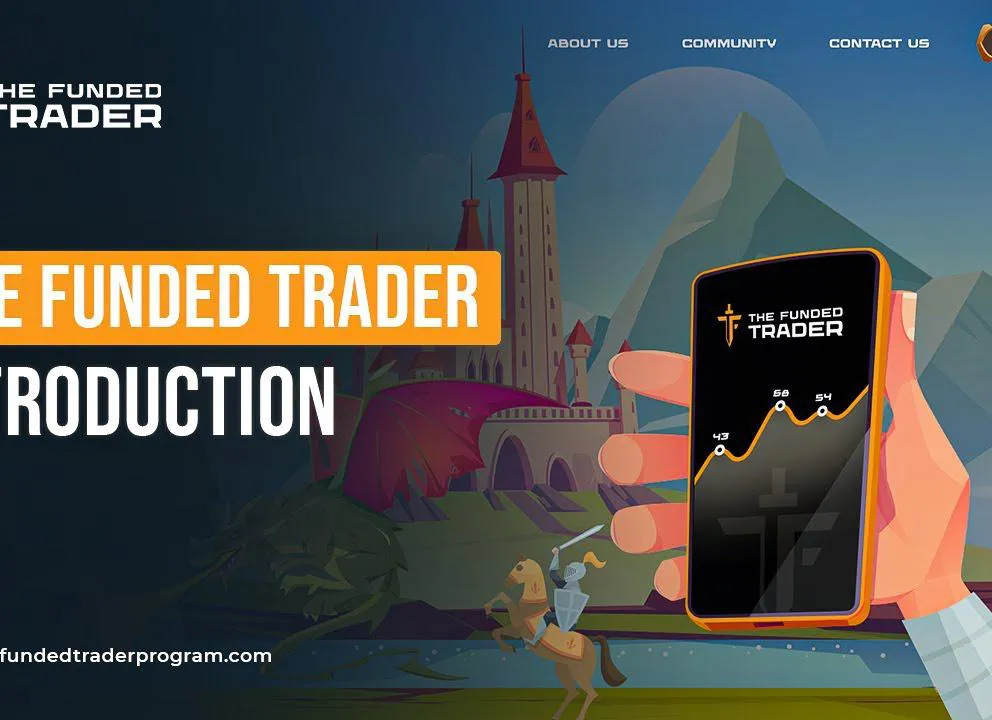 ABOUT US COMMUNITY CONTACT US
HE FUNDED
TRADER
E FUNDED TRADER
TRODUCTION
THE FUNDED
TRADER
68
54
43
fundedtraderprogram.com